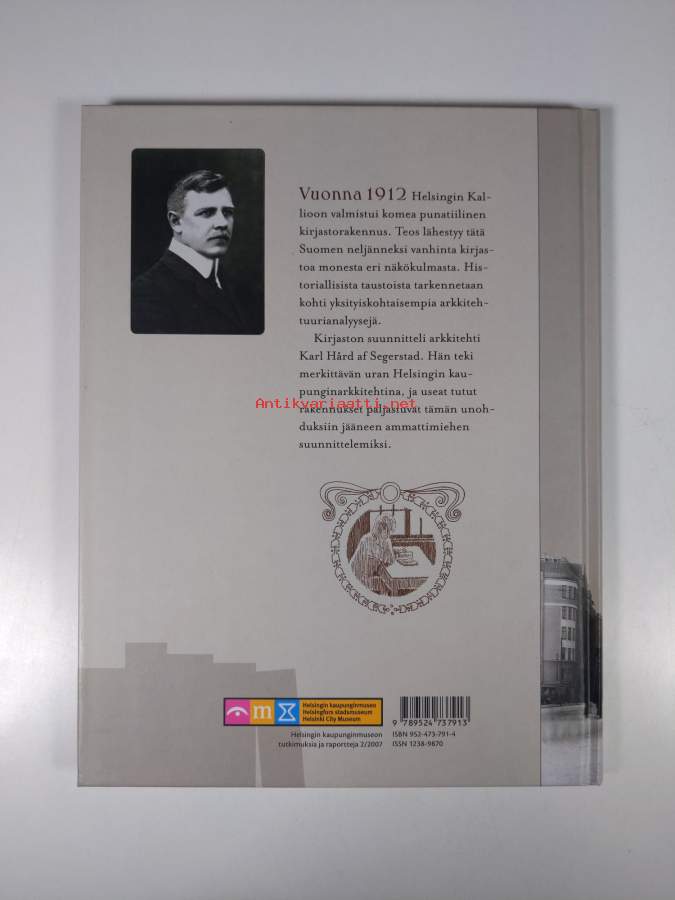 Vuonna 1912 Helsingin Kal-
lioon valmistui komea punatiilinen
kirjastorakennus. Teos lähestyy tätä
Suomen neljänneksi vanhinta kirjas-
toa monesta eri näkökulmasta. His-
toriallisista taustoista tarkennetaan
kohti yksityiskohtaisempia arkkiteh-
tuurianalyysejä.
Kirjaston suunnitteli arkkitehti
Karl Hård af Segerstad. Hän teki
merkittävän uran Helsingin kau-
punginarkkitehtina, ja useat tutut
Antikvariaatti.net
rakennukset paljastuvat tämän unoh-
duksiin jääneen ammattimiehen
suunnittelemiksi.
m
Helsingin kaupunginmuseo
Helsingfors stadsmuseum
Helsinki City Museum
Helsingin kaupunginmuseon
tutkimuksia ja raportteja 2/2007
9 789524 737913
ISBN 952-473-791-4
ISSN 1238-9870